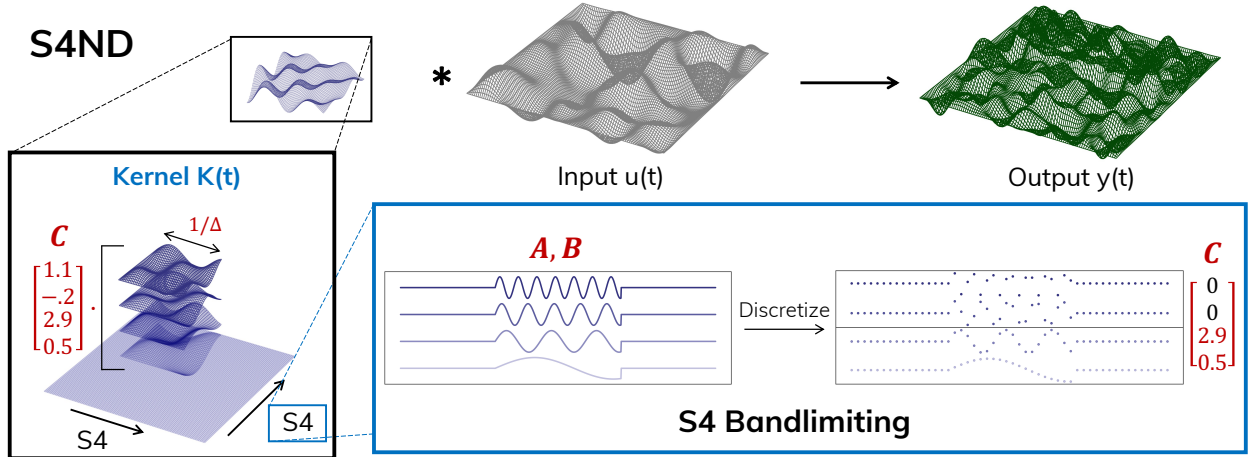 S4ND
*
Input u(t)
Output y(t)
Kernel K(t)
1/Δ
C
1.1
−.2
2.9
0.5
·
S4
S4
A, B
Discretize
C
0
0
2.9
0.5
S4 Bandlimiting